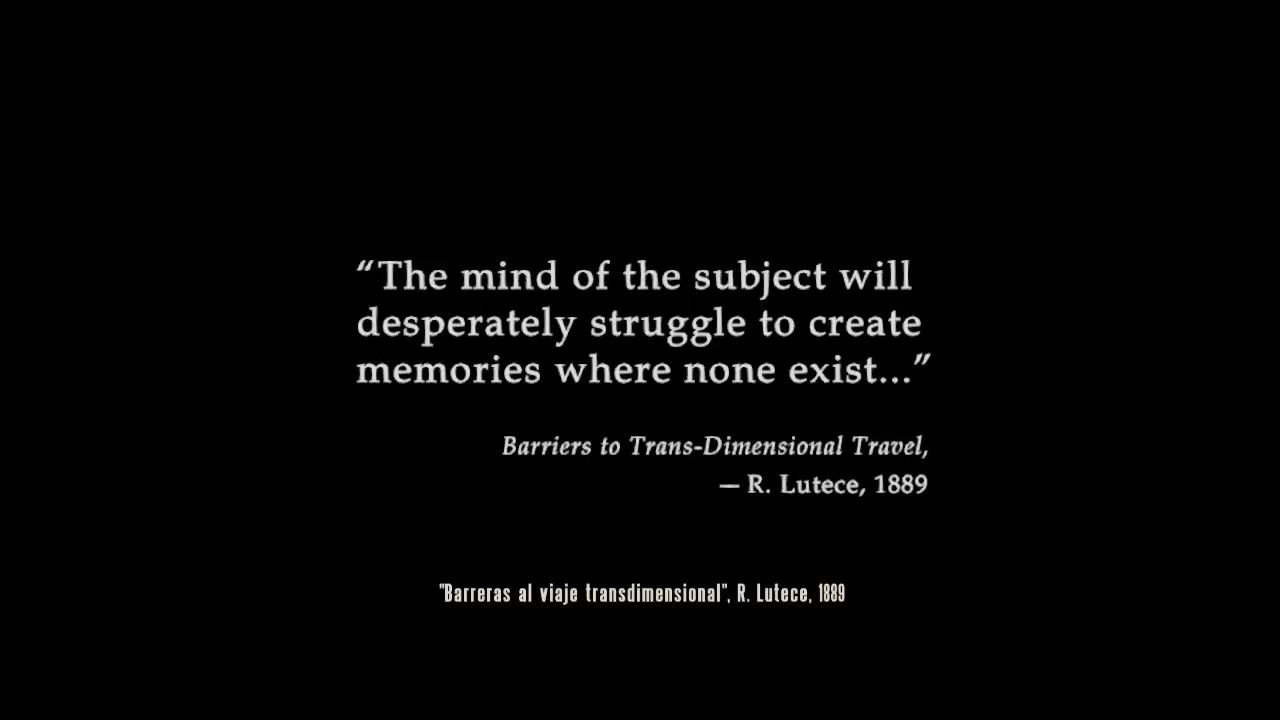 “The mind of the subject will
desperately struggle to create
memories where none exist...”
Barriers to Trans-Dimensional Travel,
— R. Lutece, 1889
"Barreras al viaje transdimensional", R. Lutece, 1889